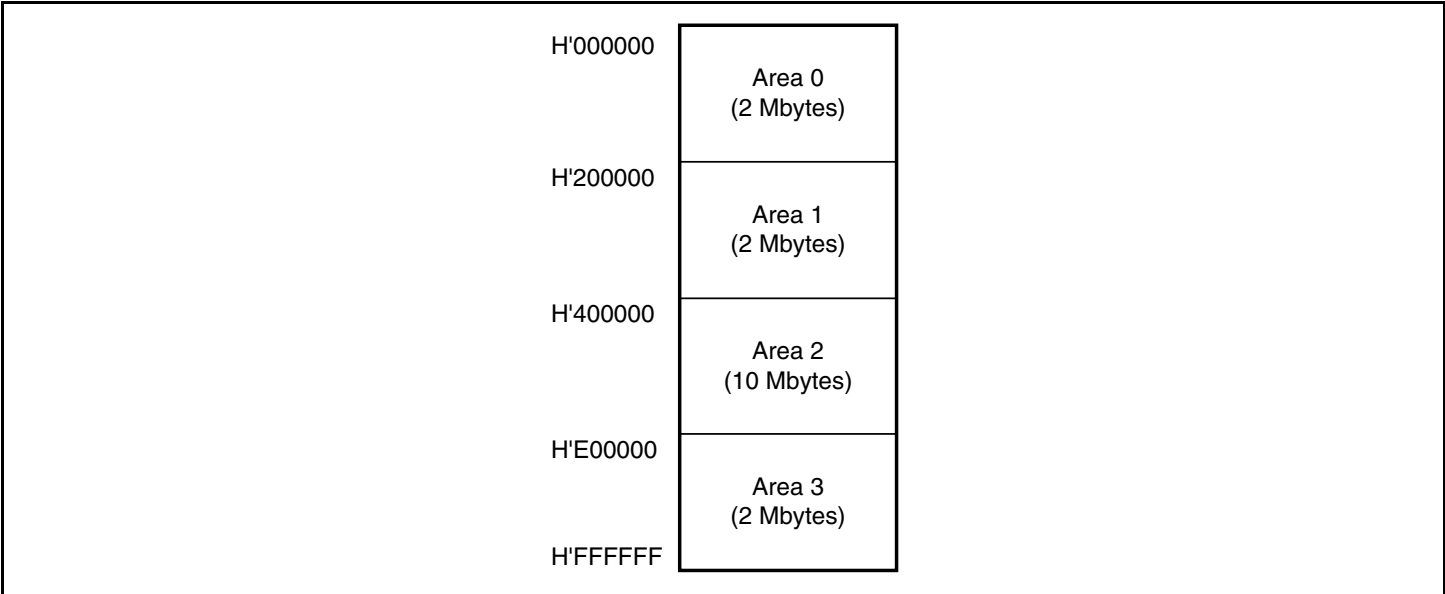 H'000000
Area 0
(2 Mbytes)
H'200000
Area 1
(2 Mbytes)
H'400000
Area 2
(10 Mbytes)
H'E00000
Area 3
(2 Mbytes)
H'FFFFFF